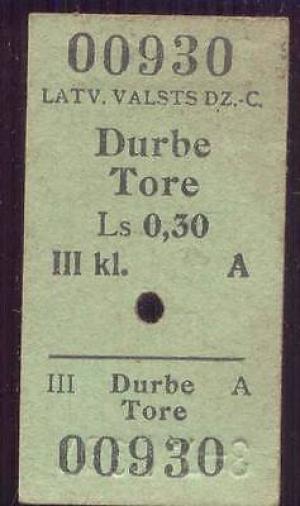 00930
LATV. VALSTS DZ.-C.
Durbe
Tore
Ls 0,30
III kl. A
III Durbe A
Tore
00930